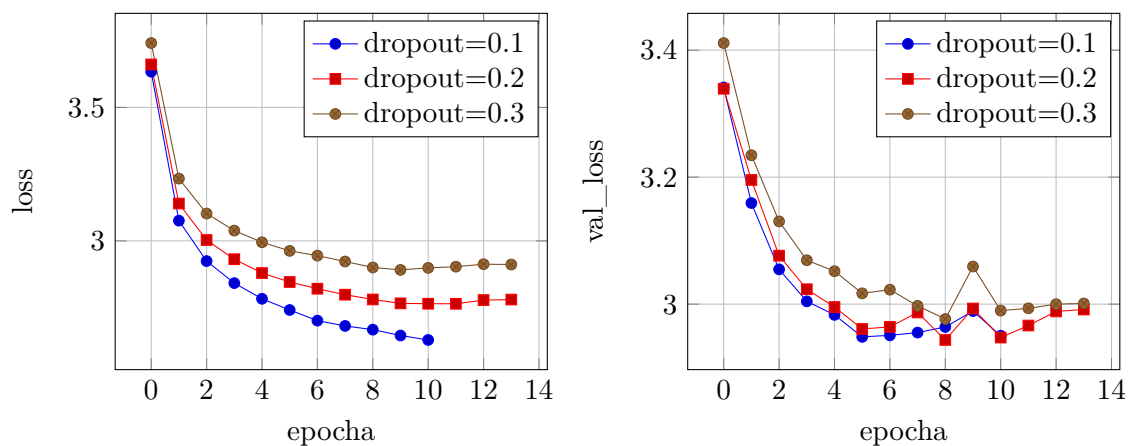 loss
3.5
3
dropout=0.1
dropout=0.2
dropout=0.3
0 2 4 6 8 10 12 14
epocha
val_loss
3.4
3.2
3
dropout=0.1
dropout=0.2
dropout=0.3
0 2 4 6 8 10 12 14
epocha